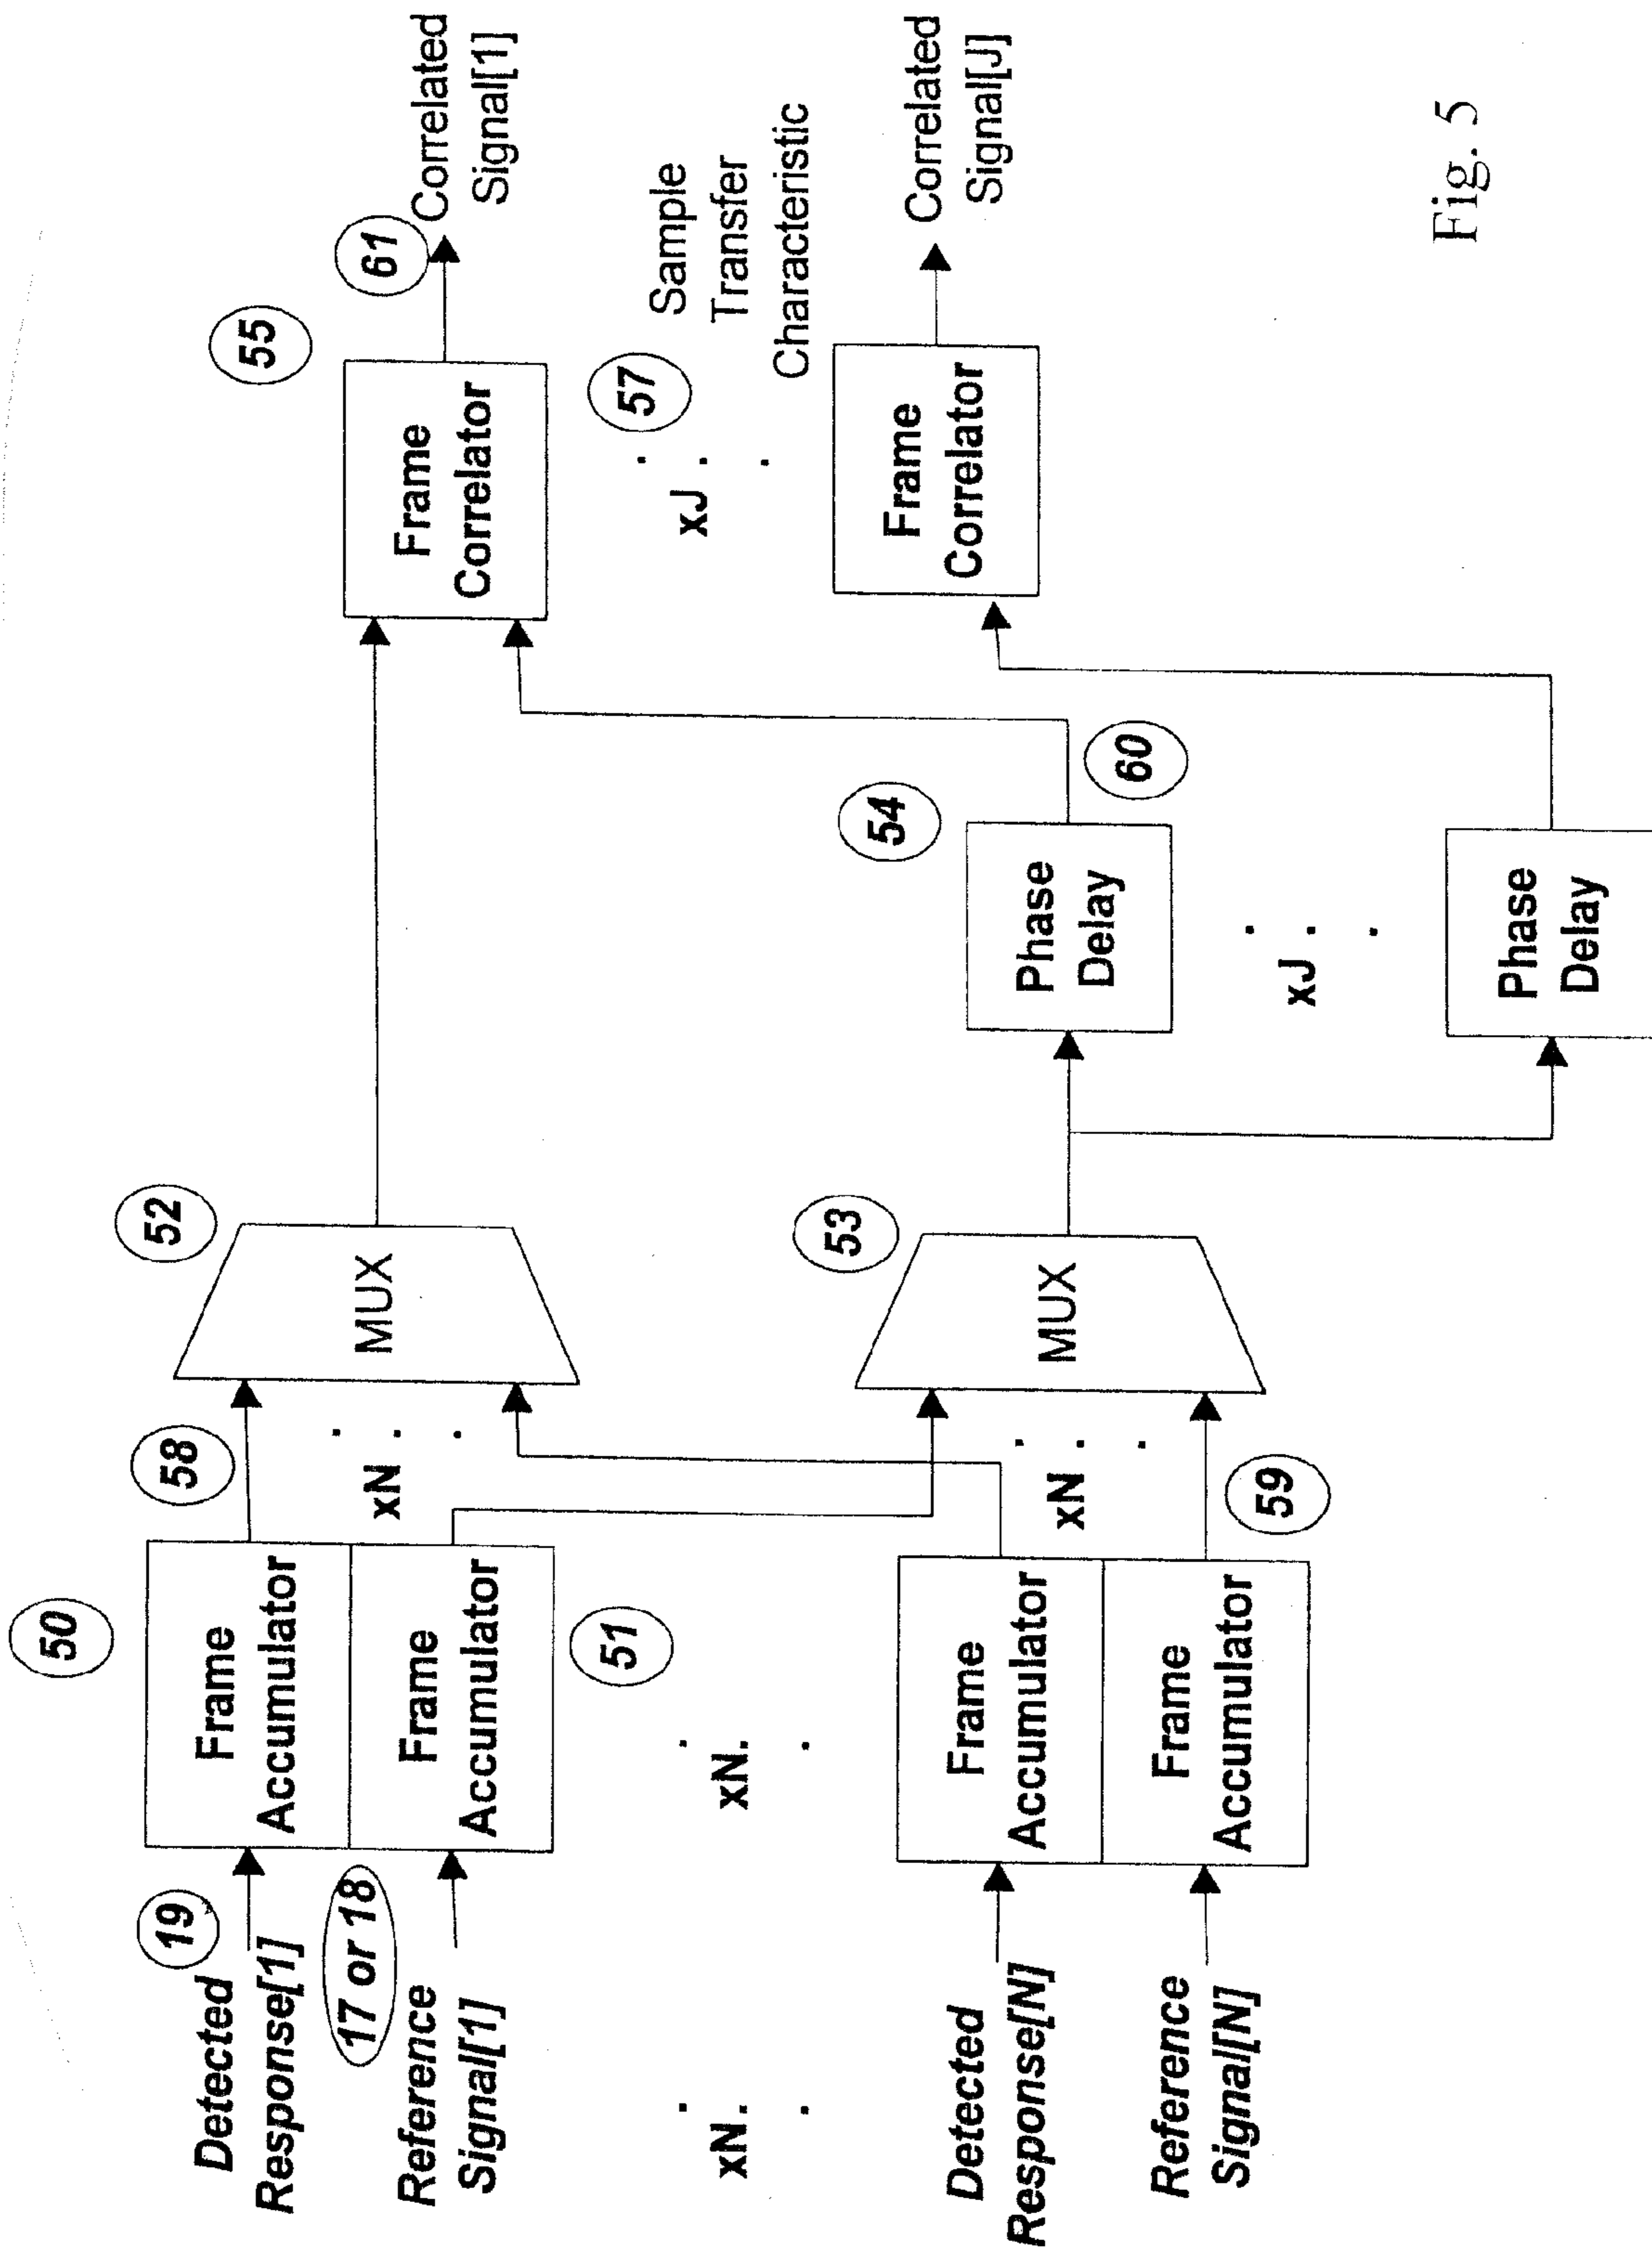 50
19
Detected
Response[1]
Frame
Accumulator
17 or 18
Reference
Signal[1]
Frame
Accumulator
51
58
xN
52
MUX
55
Frame
Correlator
61
Correlated
Signal[1]
xN
xN
57
xJ
Sample
Transfer
Characteristic
Detected
Response[N]
Frame
Accumulator
Reference
Signal[N]
Frame
Accumulator
xN
59
53
MUX
54
Phase
Delay
60
xJ
Phase
Delay
Frame
Correlator
Correlated
Signal[J]
Fig. 5